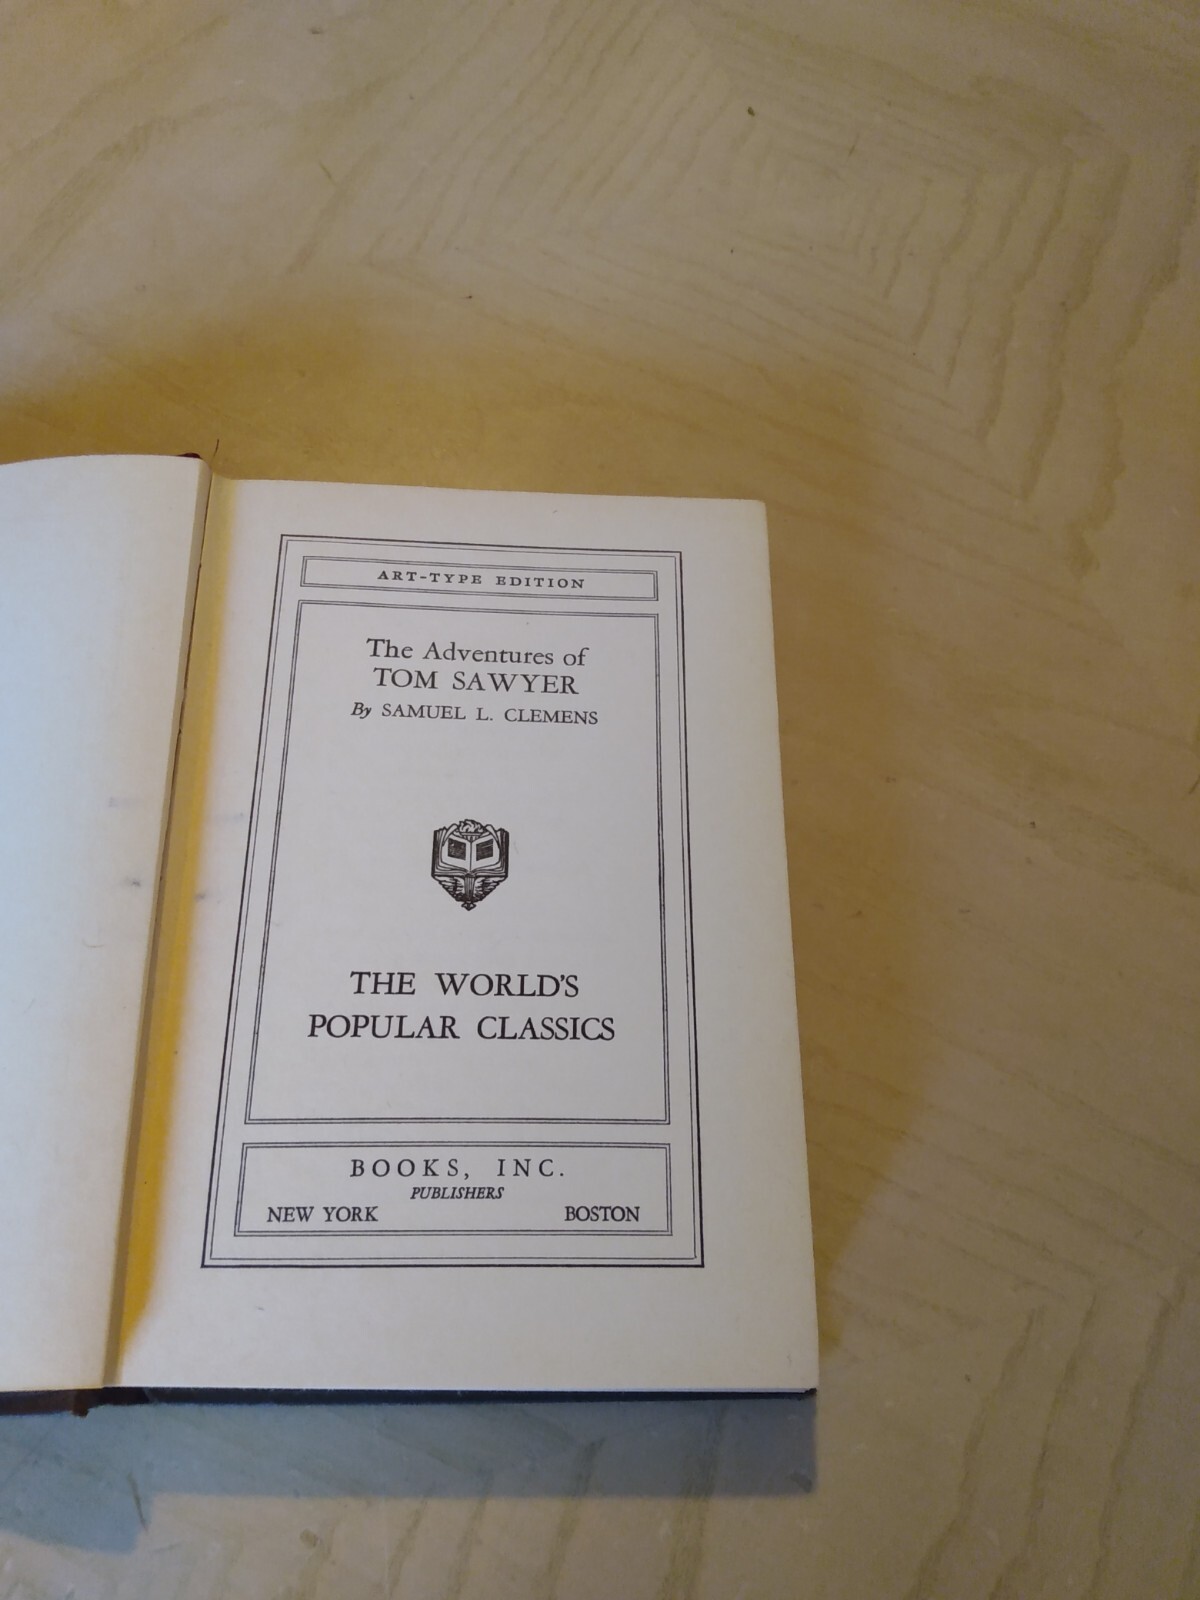 ART-TYPE EDITION
The Adventures of
TOM SAWYER
By SAMUEL L. CLEMENS
THE WORLD'S
POPULAR CLASSICS
BOOKS, INC.
PUBLISHERS
NEW YORK BOSTON